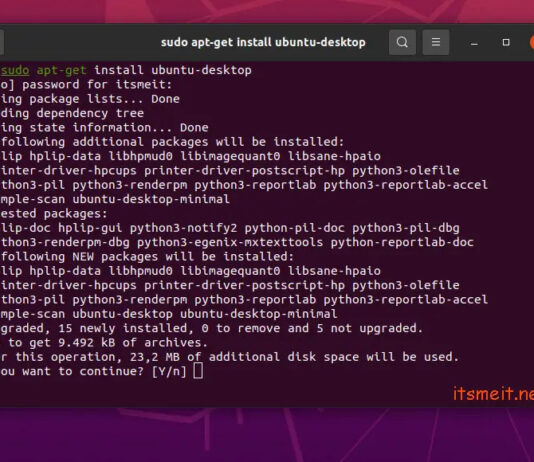 sudo apt-get install ubuntu-desktop
sudo apt-get install ubuntu-desktop
o] password for itsmeit:
ing package lists... Done
ding dependency tree
ing state information... Done
following additional packages will be installed:
lip hplip-data libhpmud0 libimagequant0 libsane-hpaio
inter-driver-hpcups printer-driver-postscript-hp python3-olefile
thon3-pil python3-renderpm python3-reportlab python3-reportlab-accel
mple-scan ubuntu-desktop-minimal
ested packages:
lip-doc hplip-gui python3-notify2 python-pil-doc python3-pil-dbg
thon3-renderpm-dbg python3-egenix-mxtexttools python-reportlab-doc
following NEW packages will be installed:
lip hplip-data libhpmud0 libimagequant0 libsane-hpaio
inter-driver-hpcups printer-driver-postscript-hp python3-olefile
thon3-pil python3-renderpm python3-reportlab python3-reportlab-accel
mple-scan ubuntu-desktop ubuntu-desktop-minimal
graded, 15 newly installed, 0 to remove and 5 not upgraded.
to get 9.492 kB of archives.
r this operation, 23,2 MB of additional disk space will be used.
ou want to continue? [Y/n]
itsmeit.ne